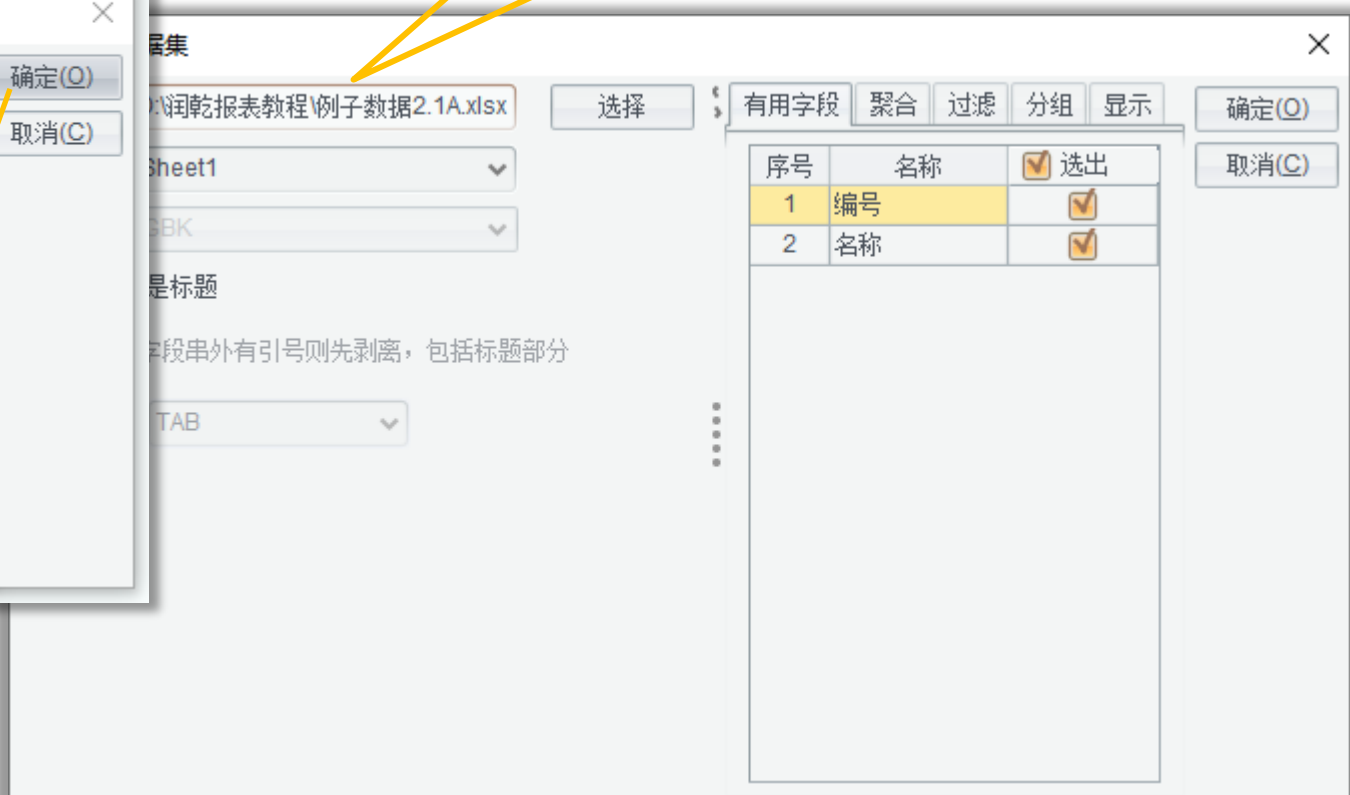 确定(O)
取消(C)
据集
:\润乾报表教程\例子数据2.1A.xlsx
选择
Sheet1
GBK
是标题
字段串外有引号则先剥离，包括标题部分
TAB
有用字段 聚合 过滤 分组 显示
序号 名称 选出
1 编号
2 名称
确定(O)
取消(C)